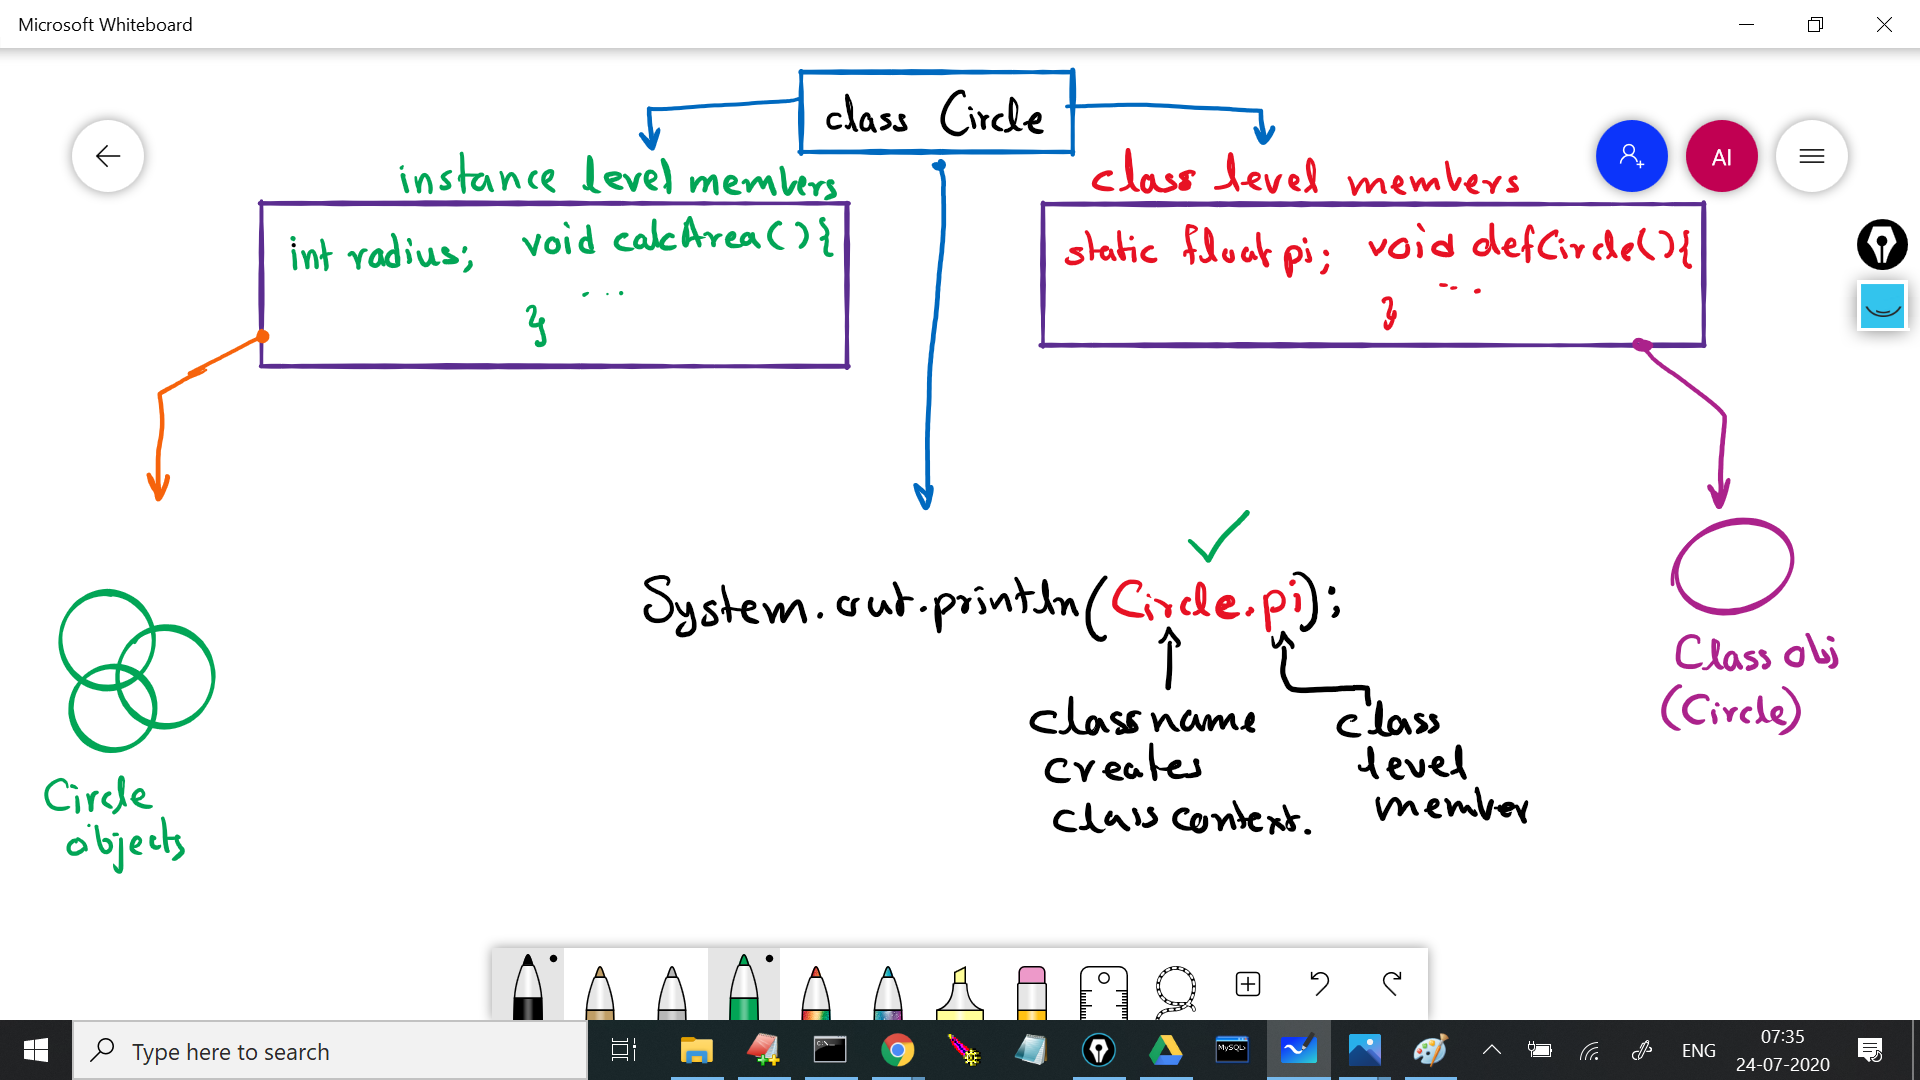 Microsoft Whiteboard
class Circle
instance level members
class level members
AI
int radius;
void calcArea(){
...
}
static float pi;
void defCircle(){
...
}
System.out.println(Circle.pi);
Class obj
(Circle)
class name
creates
class context.
class
level
member
Circle
objects
Type here to search
C:\_
MySQL
ENG
07:35
24-07-2020